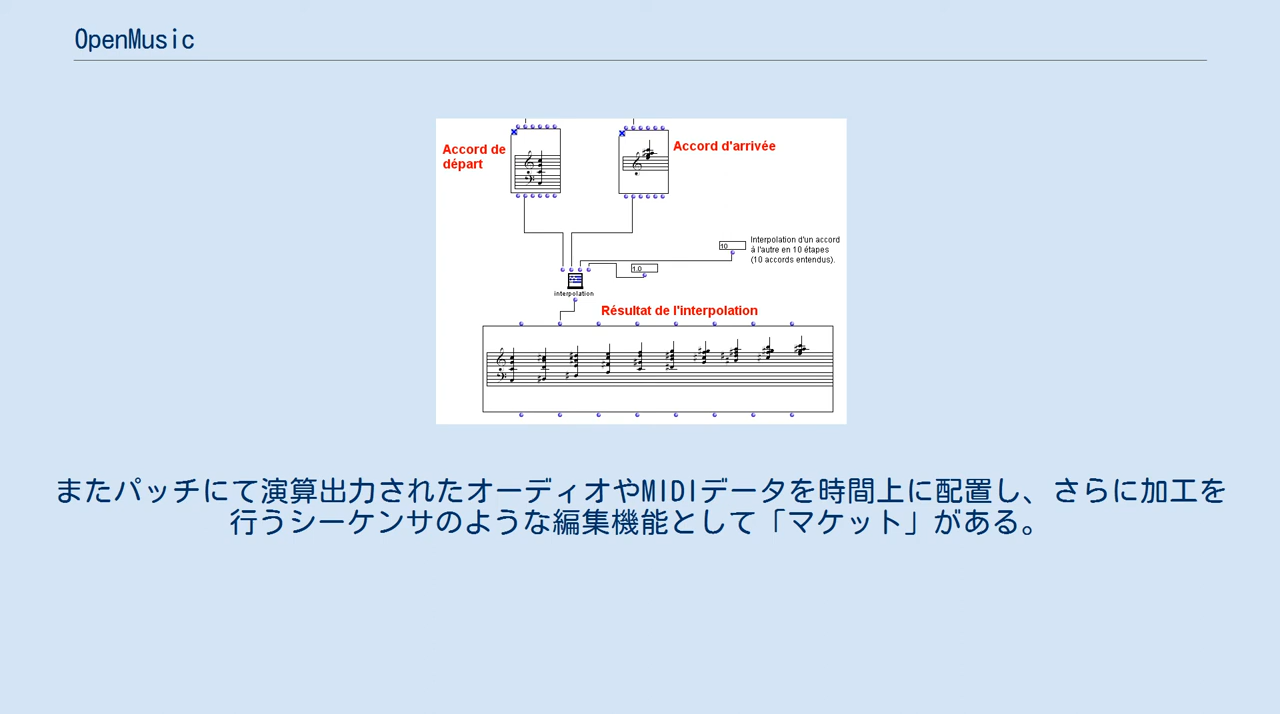 OpenMusic
Accord de
départ
Accord d'arrivée
10
Interpolation d'un accord
à l'autre en 10 étapes
(10 accords entendus).
1.0
interpolation
Résultat de l'interpolation
またパッチにて演算出力されたオーディオやMIDIデータを時間上に配置し、さらに加工を
行うシーケンサのような編集機能として「マケット」がある。